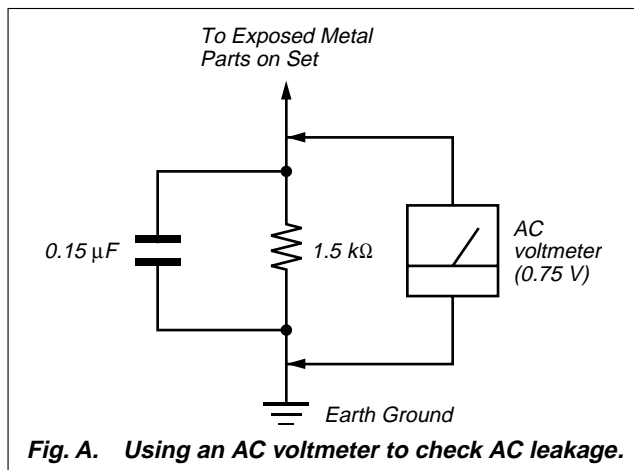 To Exposed Metal
Parts on Set
0.15 μF
1.5 kΩ
AC
voltmeter
(0.75 V)
Earth Ground
Fig. A. Using an AC voltmeter to check AC leakage.